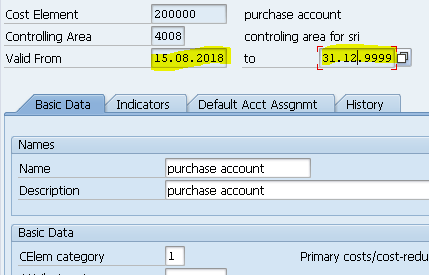 Cost Element 200000 purchase account
Controlling Area 4008 controling area for sri
Valid From 15.08.2018 to 31.12.9999
Basic Data Indicators Default Acct Assgnmt History
Names
Name purchase account
Description purchase account
Basic Data
CElem category 1 Primary costs/cost-redu